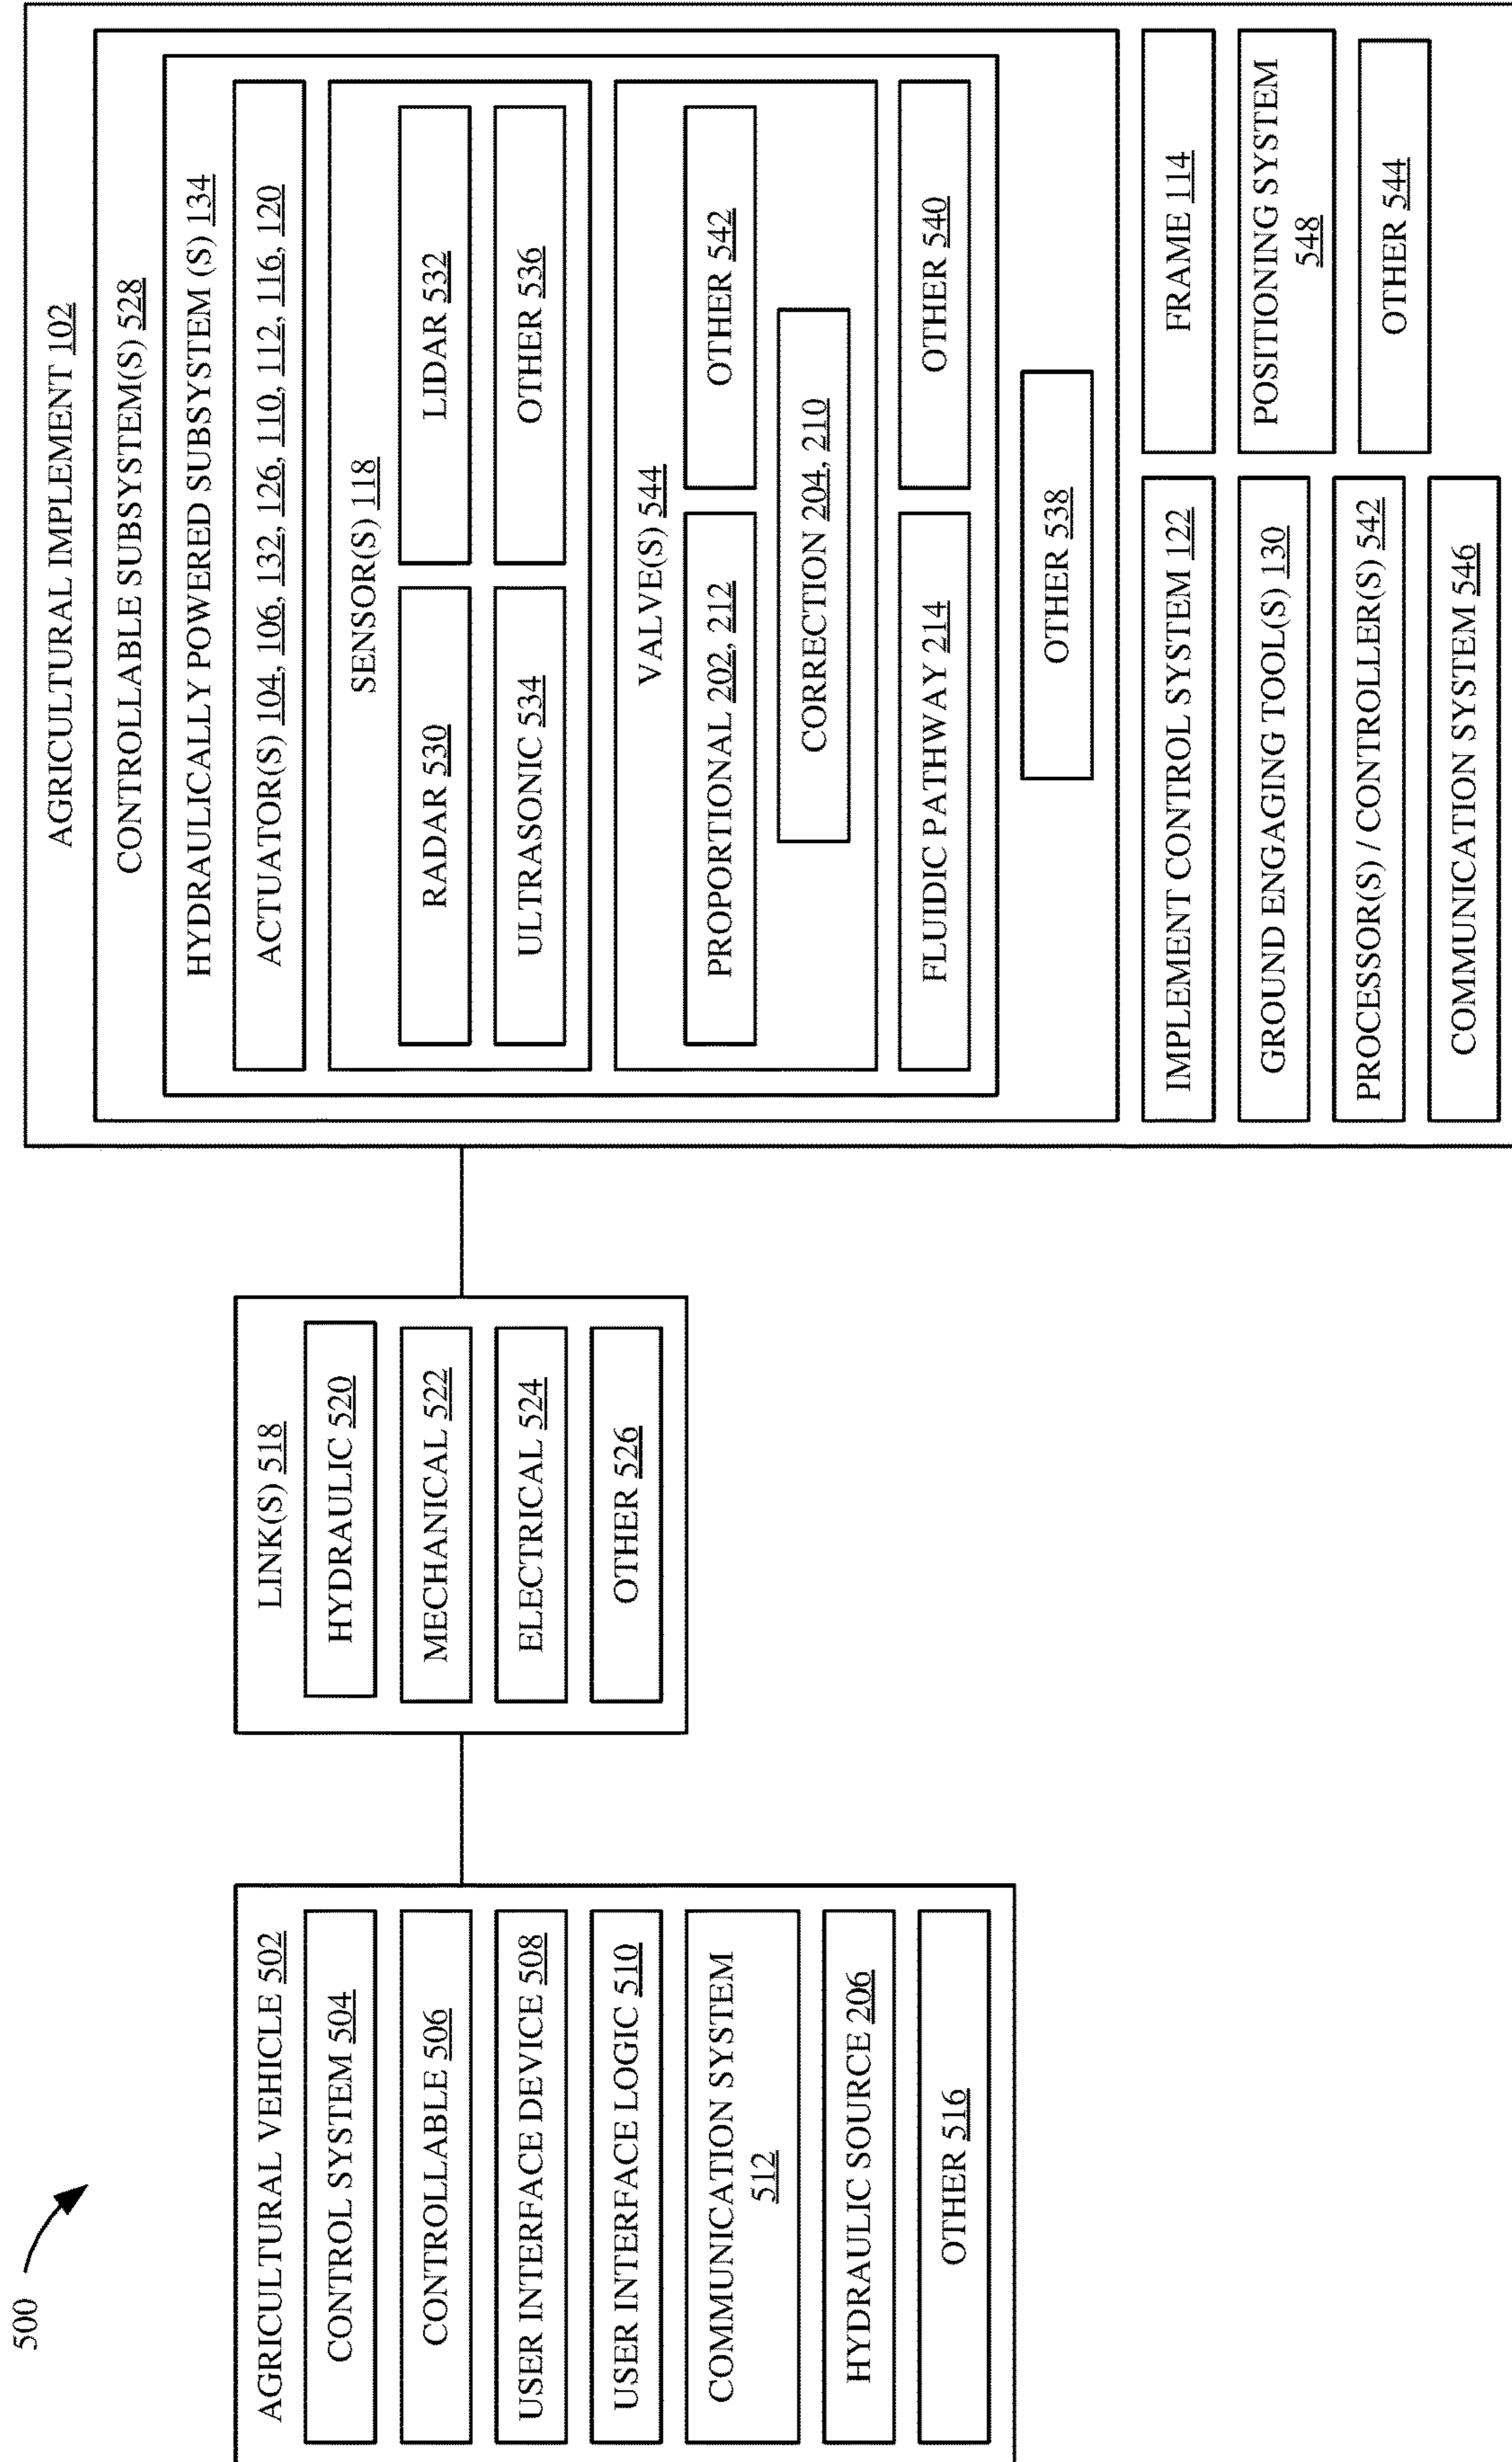 500
AGRICULTURAL VEHICLE 502
CONTROL SYSTEM 504
CONTROLLABLE 506
USER INTERFACE DEVICE 508
USER INTERFACE LOGIC 510
COMMUNICATION SYSTEM
512
HYDRAULIC SOURCE 206
OTHER 516
LINK(S) 518
HYDRAULIC 520
MECHANICAL 522
ELECTRICAL 524
OTHER 526
AGRICULTURAL IMPLEMENT 102
CONTROLLABLE SUBSYSTEM(S) 528
HYDRAULICALLY POWERED SUBSYSTEM (S) 134
ACTUATOR(S) 104, 106, 132, 126, 110, 112, 116, 120
SENSOR(S) 118
RADAR 530
LIDAR 532
ULTRASONIC 534
OTHER 536
VALVE(S) 544
PROPORTIONAL 202, 212
OTHER 542
CORRECTION 204, 210
FLUIDIC PATHWAY 214
OTHER 540
OTHER 538
IMPLEMENT CONTROL SYSTEM 122
FRAME 114
GROUND ENGAGING TOOL(S) 130
POSITIONING SYSTEM
548
PROCESSOR(S) / CONTROLLER(S) 542
OTHER 544
COMMUNICATION SYSTEM 546